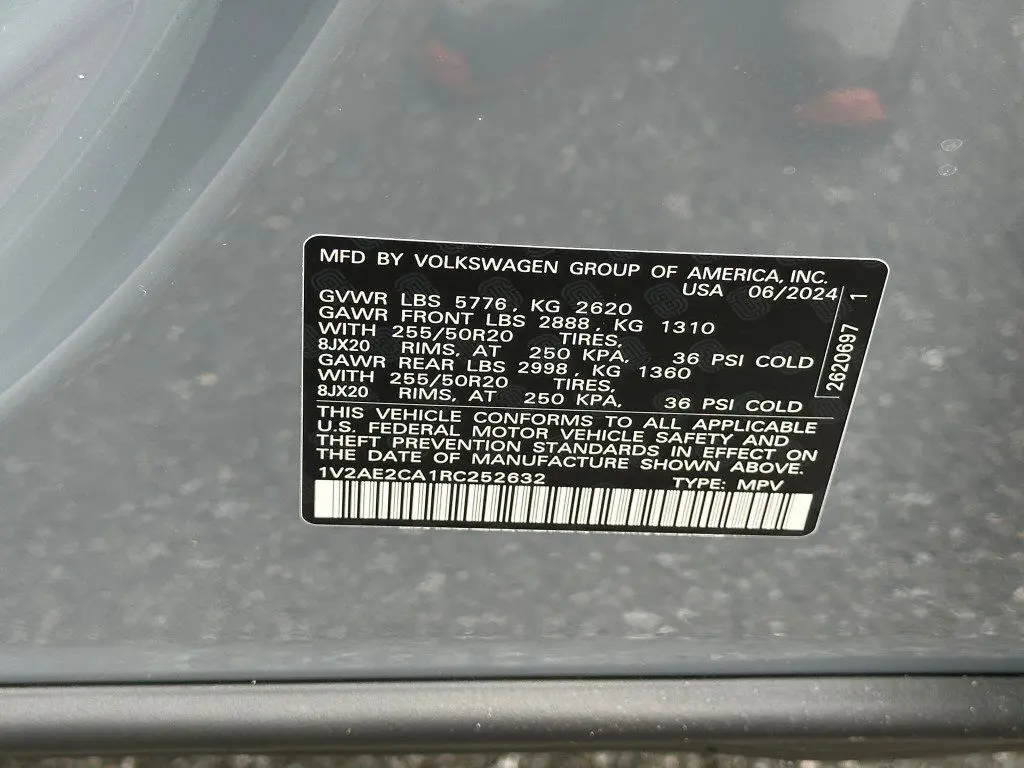 MFD BY VOLKSWAGEN GROUP OF AMERICA, INC.
USA 06/2024
GVWR LBS 5776, KG 2620
GAWR FRONT LBS 2888, KG 1310
WITH 255/50R20 TIRES,
8JX20 RIMS, AT 250 KPA, 36 PSI COLD
GAWR REAR LBS 2998, KG 1360
WITH 255/50R20 TIRES,
8JX20 RIMS, AT 250 KPA, 36 PSI COLD
THIS VEHICLE CONFORMS TO ALL APPLICABLE
U.S. FEDERAL MOTOR VEHICLE SAFETY AND
THEFT PREVENTION STANDARDS IN EFFECT ON
THE DATE OF MANUFACTURE SHOWN ABOVE.
1V2AE2CA1RC252632 TYPE: MPV
2620697 1